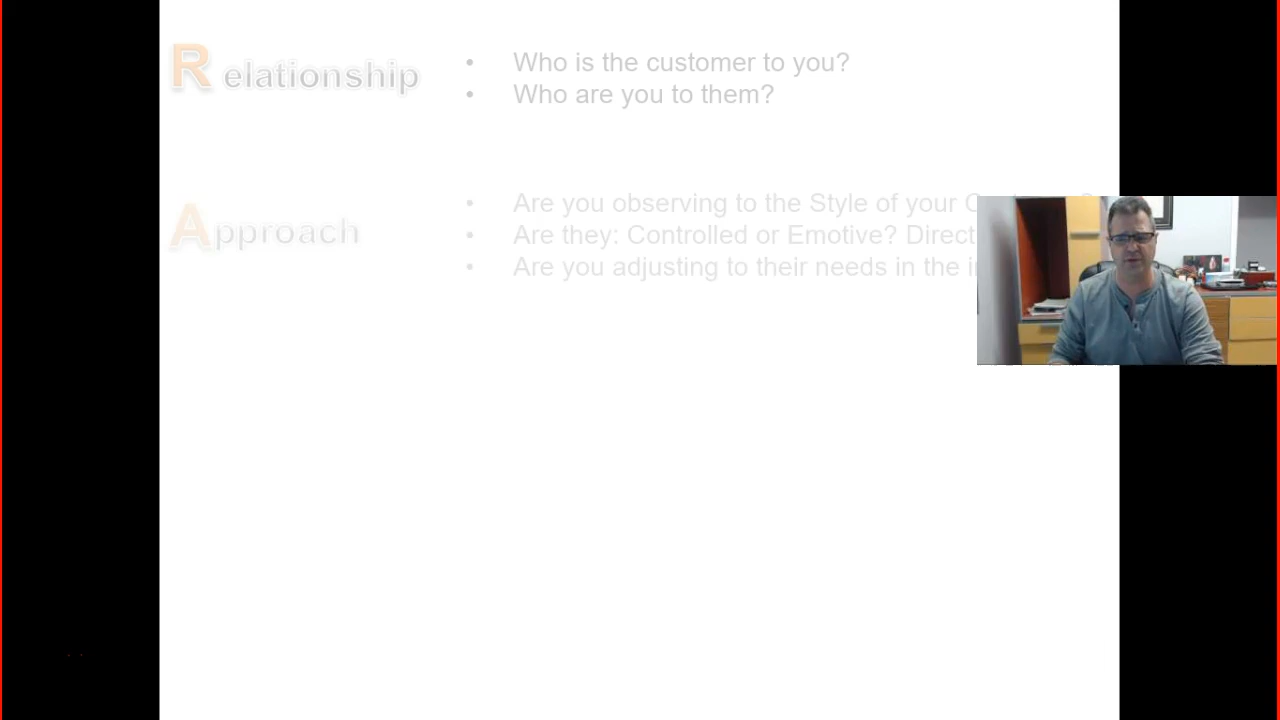 Relationship
• Who is the customer to you?
• Who are you to them?
Approach
• Are you observing to the Style of your
• Are they: Controlled or Emotive? Direct
• Are you adjusting to their needs in the